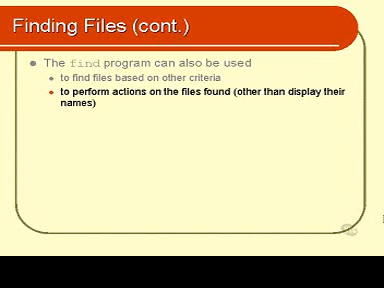 Finding Files (cont.)
The find program can also be used
to find files based on other criteria
to perform actions on the files found (other than display their
names)